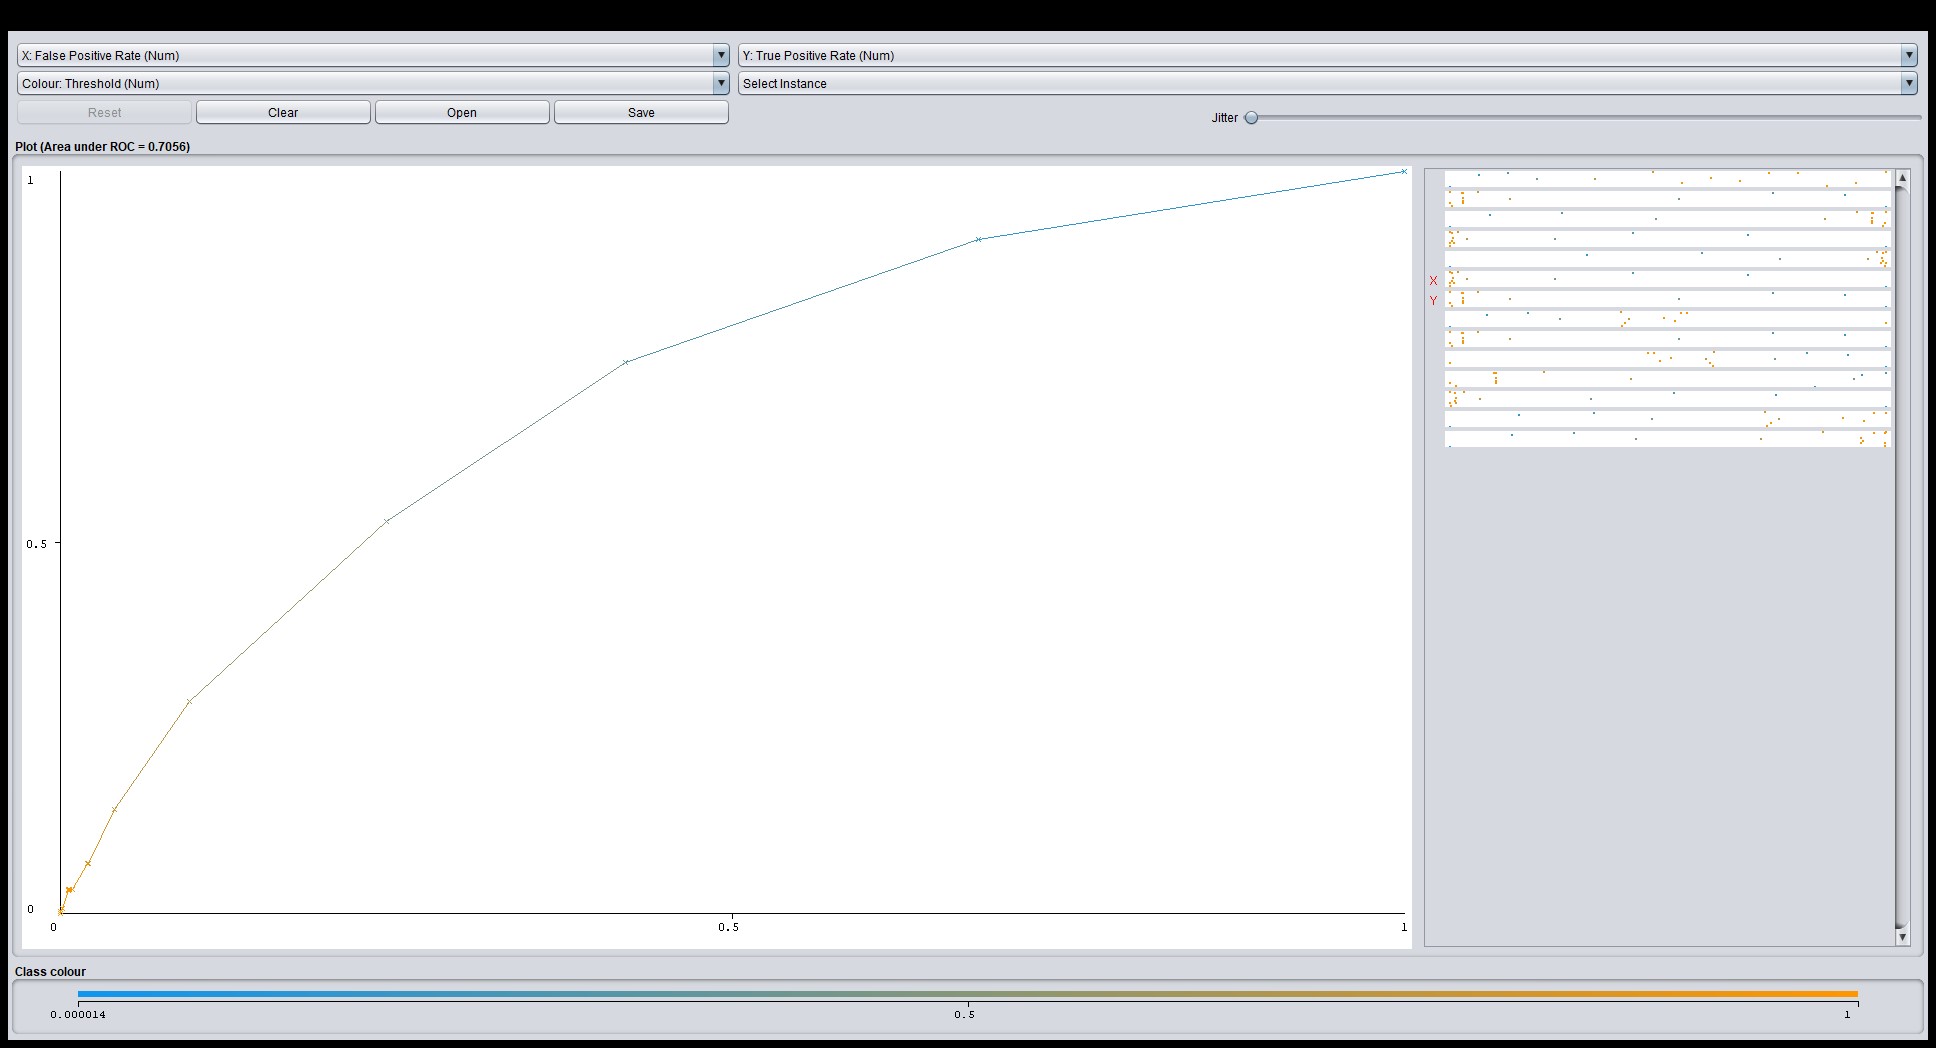 X: False Positive Rate (Num)
Y: True Positive Rate (Num)
Colour: Threshold (Num)
Select Instance
Reset
Clear
Open
Save
Jitter
Plot (Area under ROC = 0.7056)
1
0.5
0
0
0.5
1
X
Y
Class colour
0.000014
0.5
1